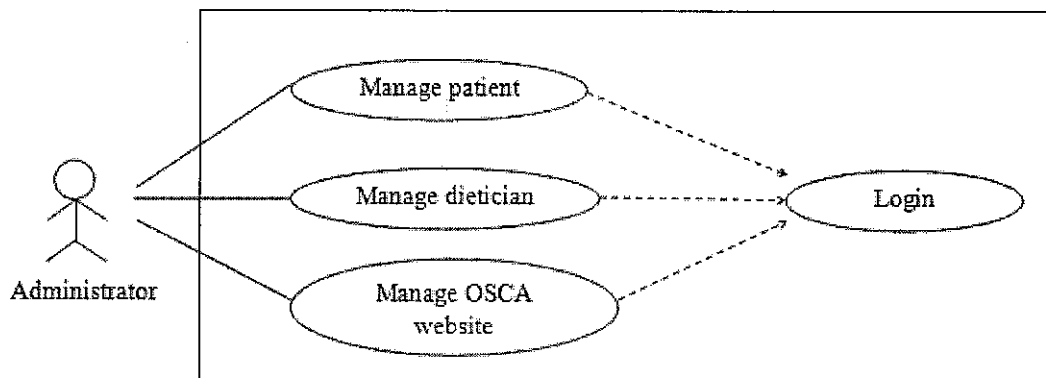 Manage patient
Manage dietician
Login
Administrator
Manage OSCA
website